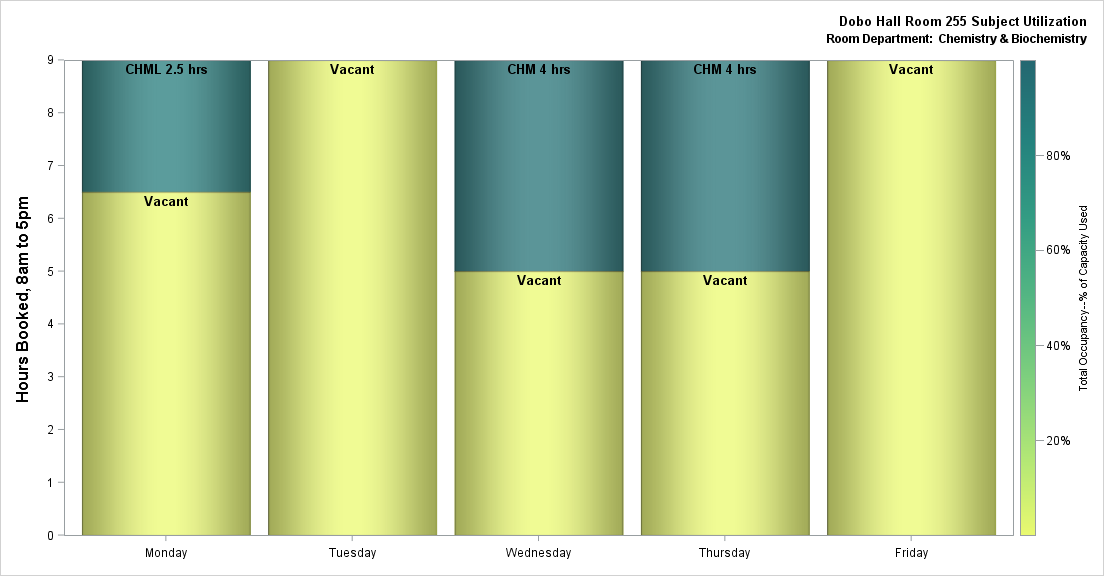 Dobo Hall Room 255 Subject Utilization
Room Department: Chemistry & Biochemistry
Hours Booked, 8am to 5pm
9
8
7
6
5
4
3
2
1
0
CHML 2.5 hrs
Vacant
Vacant
CHM 4 hrs
Vacant
CHM 4 hrs
Vacant
Vacant
Monday
Tuesday
Wednesday
Thursday
Friday
80%
60%
40%
20%
Total Occupancy--% of Capacity Used